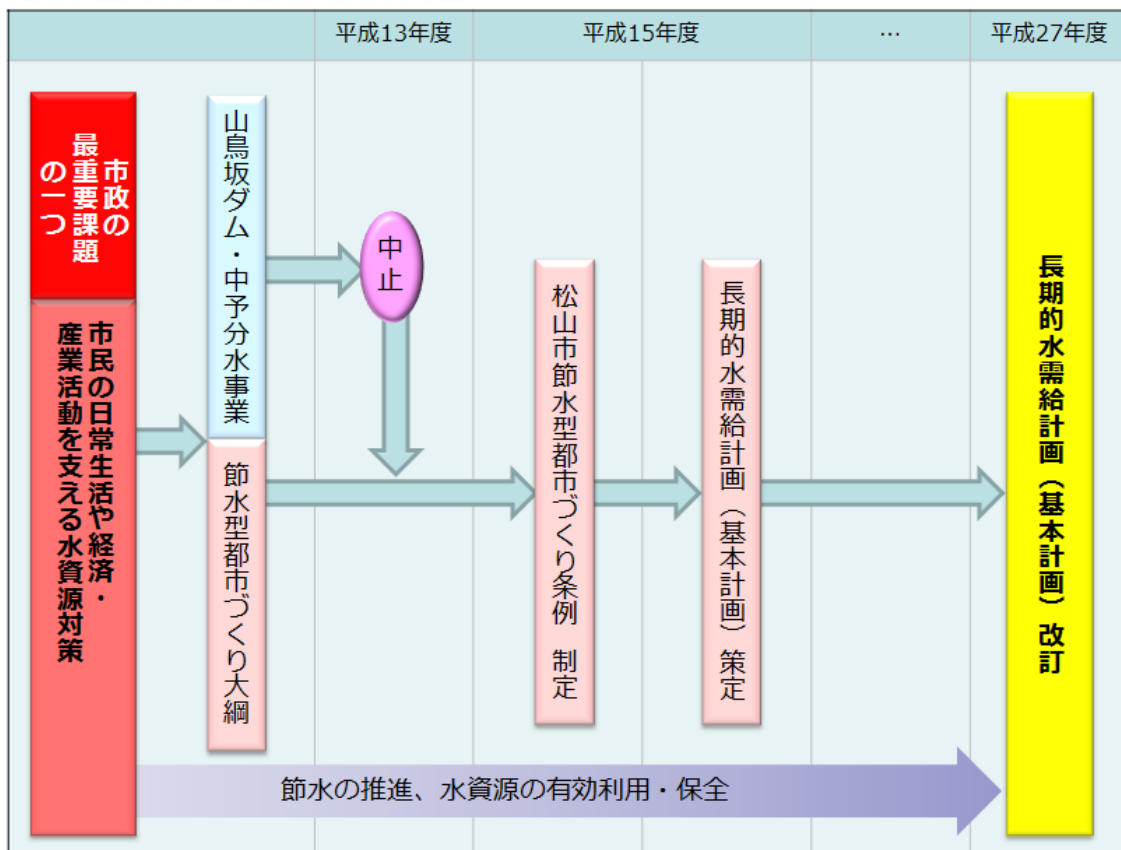 平成13年度
平成15年度
…
平成27年度
市政の
最重要課題
の一つ
市民の日常生活や経済・
産業活動を支える水資源対策
山鳥坂ダム・中予分水事業
節水型都市づくり大綱
中止
松山市節水型都市づくり条例 制定
長期的水需給計画（基本計画）策定
長期的水需給計画（基本計画）改訂
節水の推進、水資源の有効利用・保全